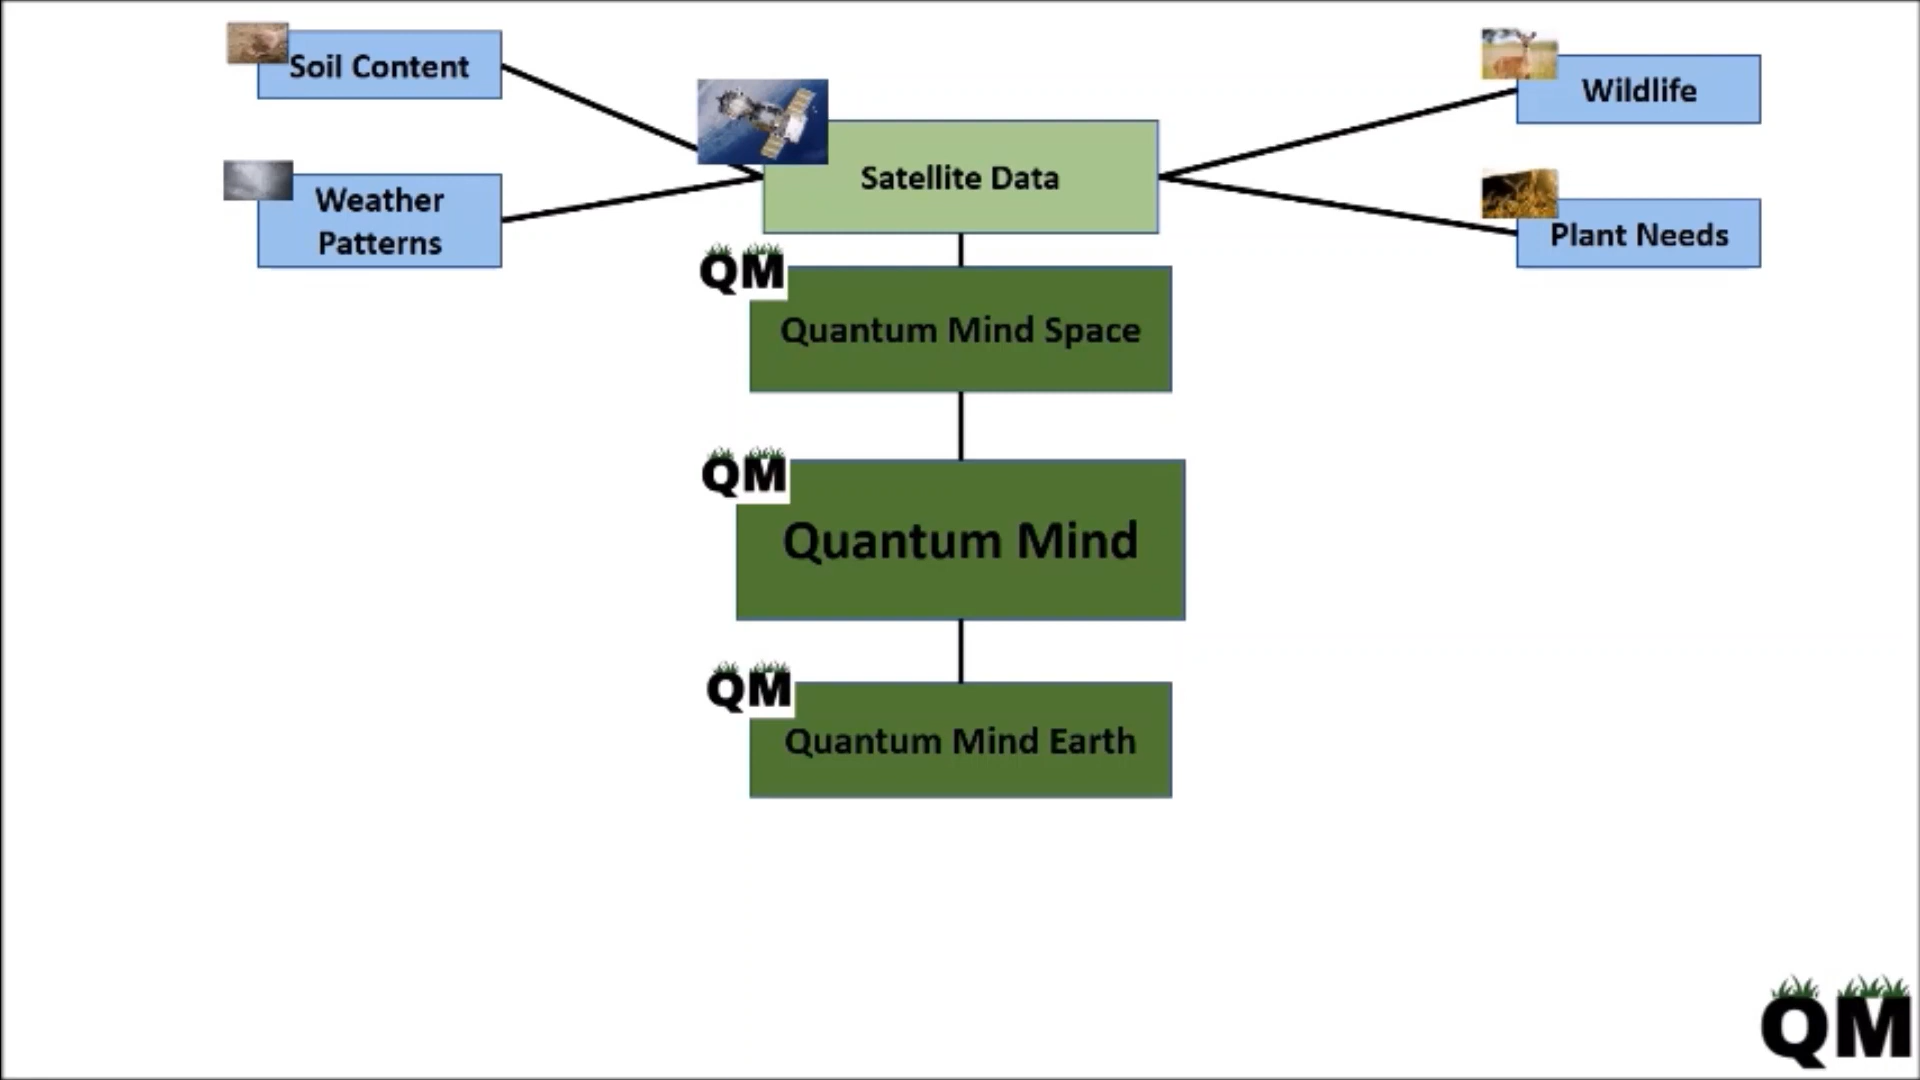 Soil Content
Wildlife
Satellite Data
Weather
Patterns
Plant Needs
QM
Quantum Mind Space
QM
Quantum Mind
QM
Quantum Mind Earth
QM